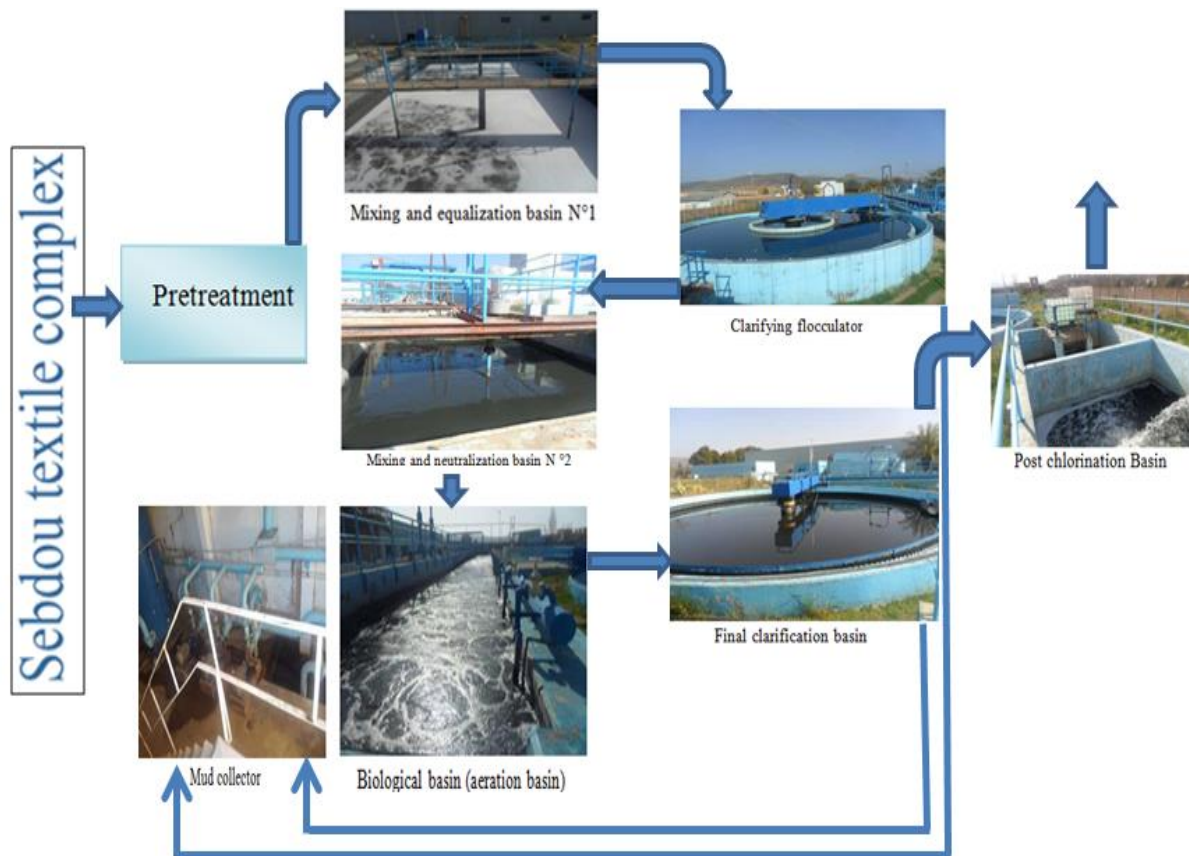 Sebdou textile complex
Pretreatment
Mixing and equalization basin N°1
Clarifying flocculator
Mixing and neutralization basin N °2
Post chlorination Basin
Final clarification basin
Mud collector
Biological basin (aeration basin)